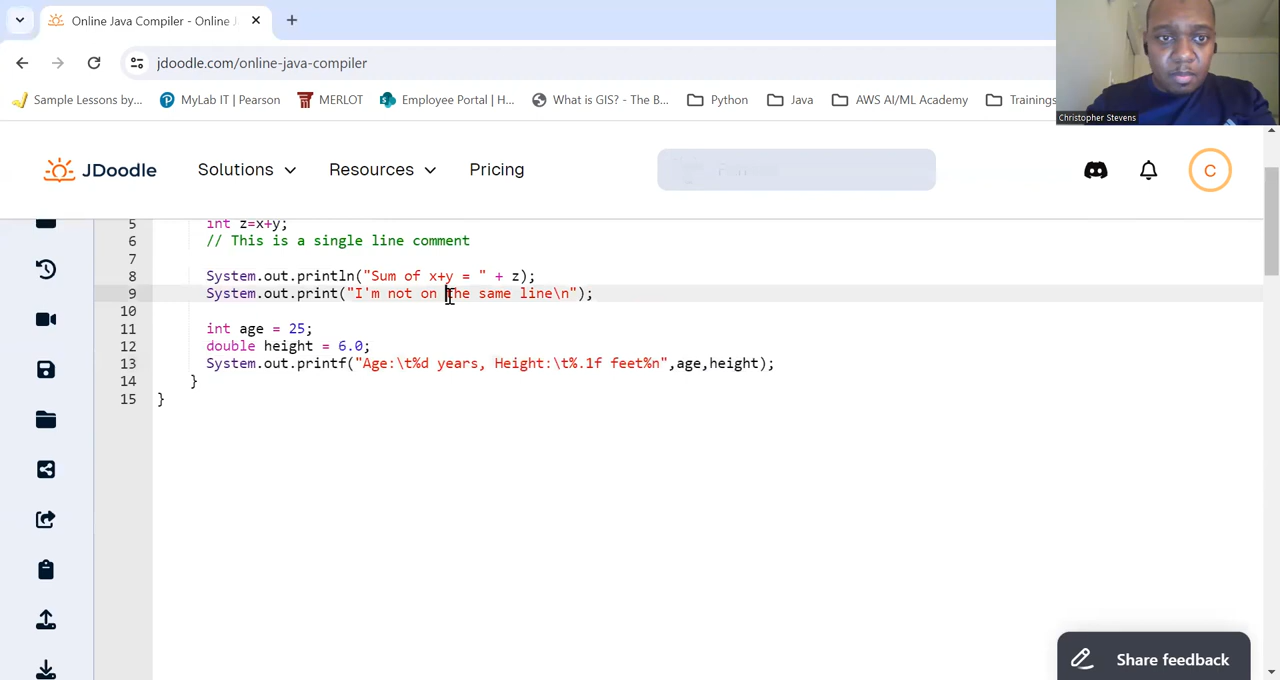 Online Java Compiler - Online J
jdoodle.com/online-java-compiler
Sample Lessons by... MyLab IT | Pearson MERLOT Employee Portal | H... What is GIS? - The B... Python Java AWS AI/ML Academy Trainings
Christopher Stevens
JDoodle Solutions Resources Pricing C
5 int z=x+y;
6 // This is a single line comment
7
8 System.out.println("Sum of x+y = " + z);
9 System.out.print("I'm not on the same line\n");
10
11 int age = 25;
12 double height = 6.0;
13 System.out.printf("Age:\t%d years, Height:\t%.1f feet%n",age,height);
14 }
15 }
Share feedback